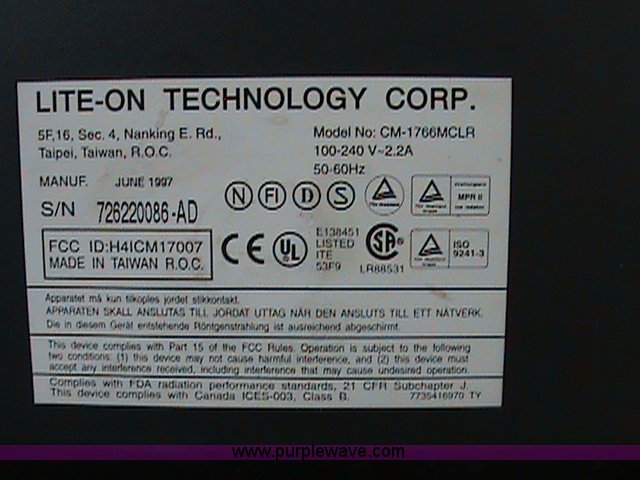 LITE-ON TECHNOLOGY CORP.
5F,16, Sec. 4, Nanking E. Rd.,
Taipei, Taiwan, R.O.C.
Model No: CM-1766MCLR
100-240 V~2.2A
50-60Hz
MANUF. JUNE 1997
S/N 726220086-AD
N FI D S
MPR II
FCC ID:H4ICM17007
MADE IN TAIWAN R.O.C.
CE UL
E138451
LISTED
ITE
53F9
LR88531
ISO
9241-3
Apparatet må kun tilkoples jordet stikkontakt.
APPARATEN SKALL ANSLUTAS TILL JORDAT UTTAG NÄR DEN ANSLUTS TILL ETT NÄTVERK.
Die in diesem Gerät entstehende Röntgenstrahlung ist ausreichend abgeschirmt.
This device complies with Part 15 of the FCC Rules. Operation is subject to the following
two conditions: (1) this device may not cause harmful interference, and (2) this device must
accept any interference received, including interference that may cause undesired operation.
Complies with FDA radiation performance standards, 21 CFR Subchapter J.
This device complies with Canada ICES-003, Class B. 7735416970 TY
www.purplewave.com